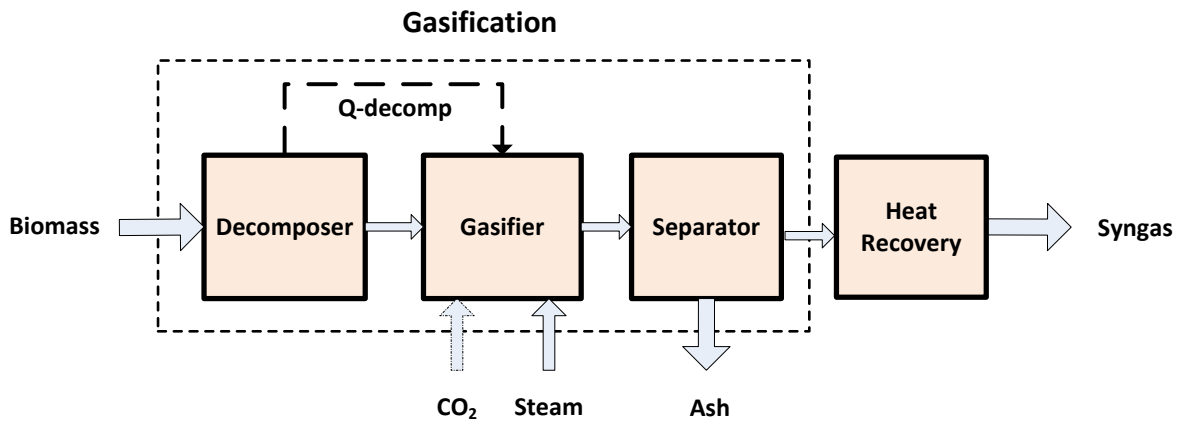 Gasification
Q-decomp
Biomass
Decomposer
Gasifier
Separator
Heat
Recovery
Syngas
CO₂
Steam
Ash